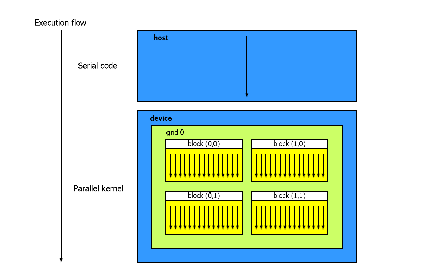 Execution flow
host
Serial code
device
grid 0
block (0,0)
block (1,0)
Parallel kernel
block (0,1)
block (1,1)